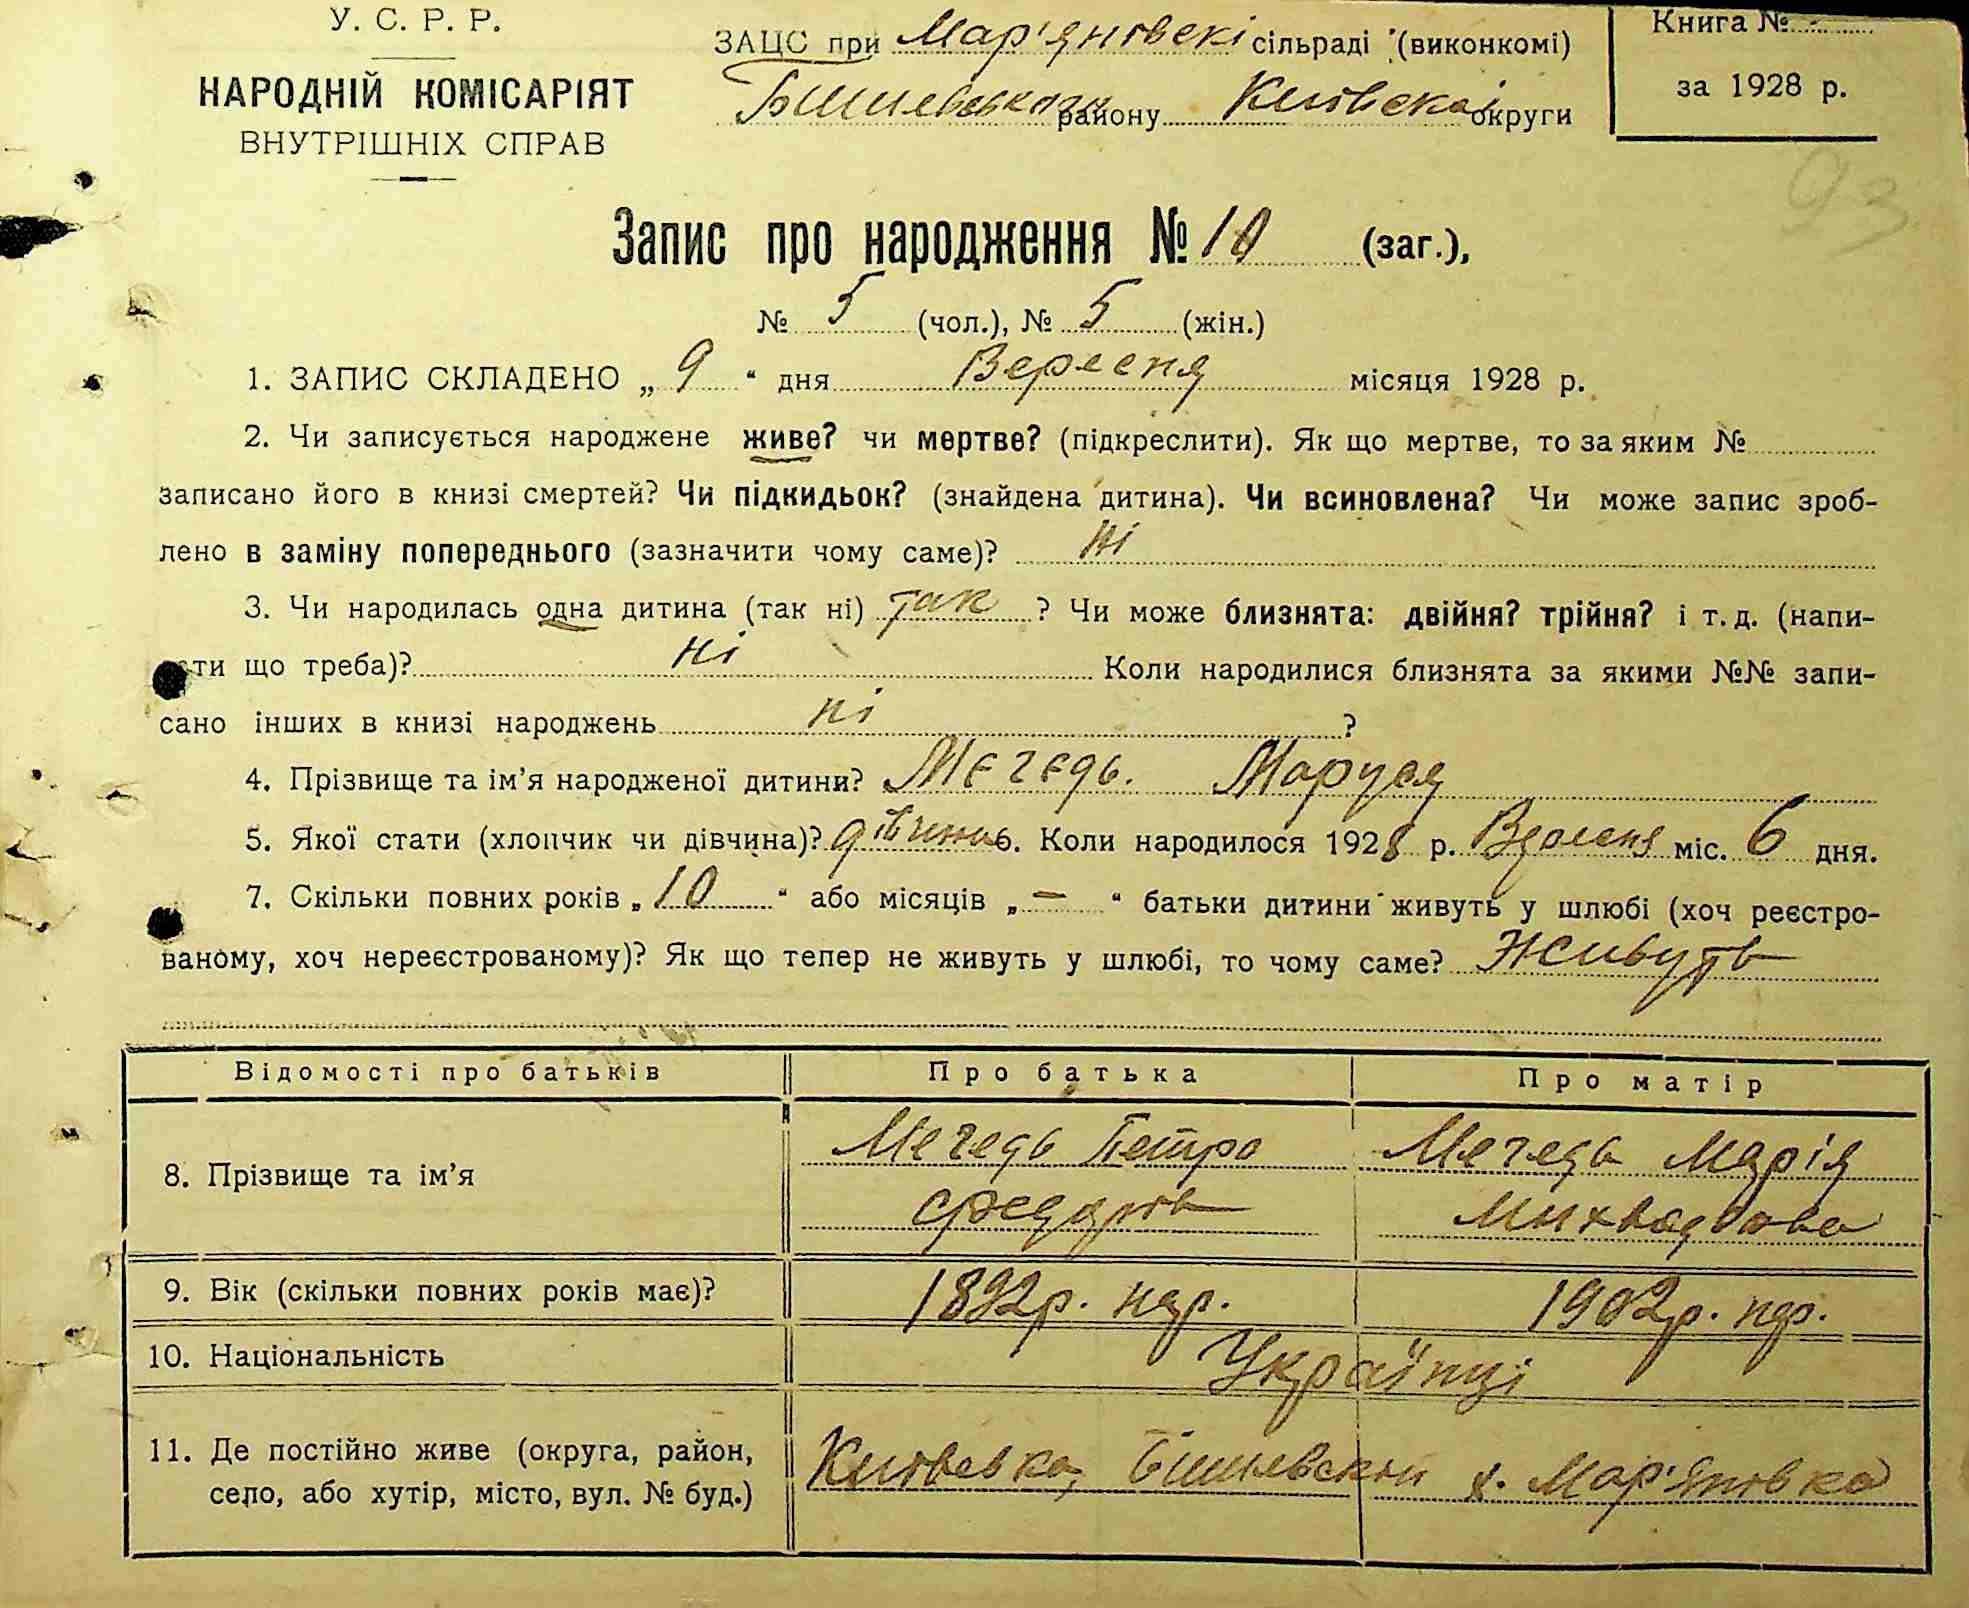 У. С. Р. Р.
НАРОДНІЙ КОМІСАРІЯТ
ВНУТРІШНІХ СПРАВ
ЗАЦС при Мар'янівскі сільраді (виконкомі)
району Київської округи
Книга №
за 1928 р.
93
Запис про народження № 10 (заг.),
№ 5 (чол.), № 5 (жін.)
1. ЗАПИС СКЛАДЕНО „ 9 “ дня Вересня місяця 1928 р.
2. Чи записується народжене живе? чи мертве? (підкреслити). Як що мертве, то за яким №
записано його в книзі смертей? Чи підкидьок? (знайдена дитина). Чи всиновлена? Чи може запис зроб-
лено в заміну попереднього (зазначити чому саме)? ні
3. Чи народилась одна дитина (так ні) так ? Чи може близнята: двійня? трійня? і т. д. (напи-
ти що треба)? ні Коли народилися близнята за якими №№ запи-
сано інших в книзі народжень ні ?
4. Прізвище та ім'я народженої дитини? Мєгєдь. Маруся
5. Якої стати (хлопчик чи дівчина)? дівчина 6. Коли народилося 1928 р. Вересня міс. 6 дня.
7. Скільки повних років „ 10 “ або місяців „ – “ батьки дитини живуть у шлюбі (хоч реєстро-
ваному, хоч нереєстрованому)? Як що тепер не живуть у шлюбі, то чому саме? Живуть
Відомості про батьків Про батька Про матір
8. Прізвище та ім'я Мегедь Петро Мегедь Марія
Федорів
9. Вік (скільки повних років має)? 1892р. нар. 1902р. нар.
10. Національність Українці
11. Де постійно живе (округа, район,
село, або хутір, місто, вул. № буд.) Київська, Бишівський х. Мар'янівка